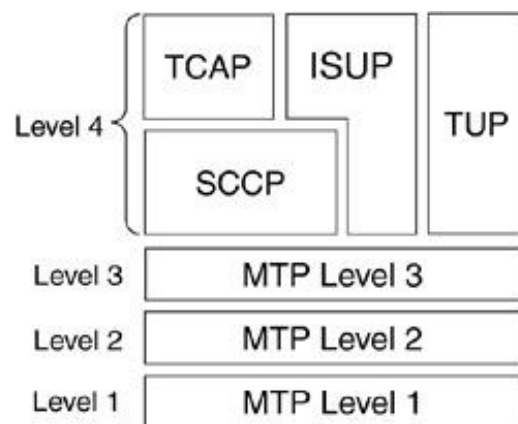 TCAP
ISUP
TUP
Level 4
SCCP
Level 3
MTP Level 3
Level 2
MTP Level 2
Level 1
MTP Level 1